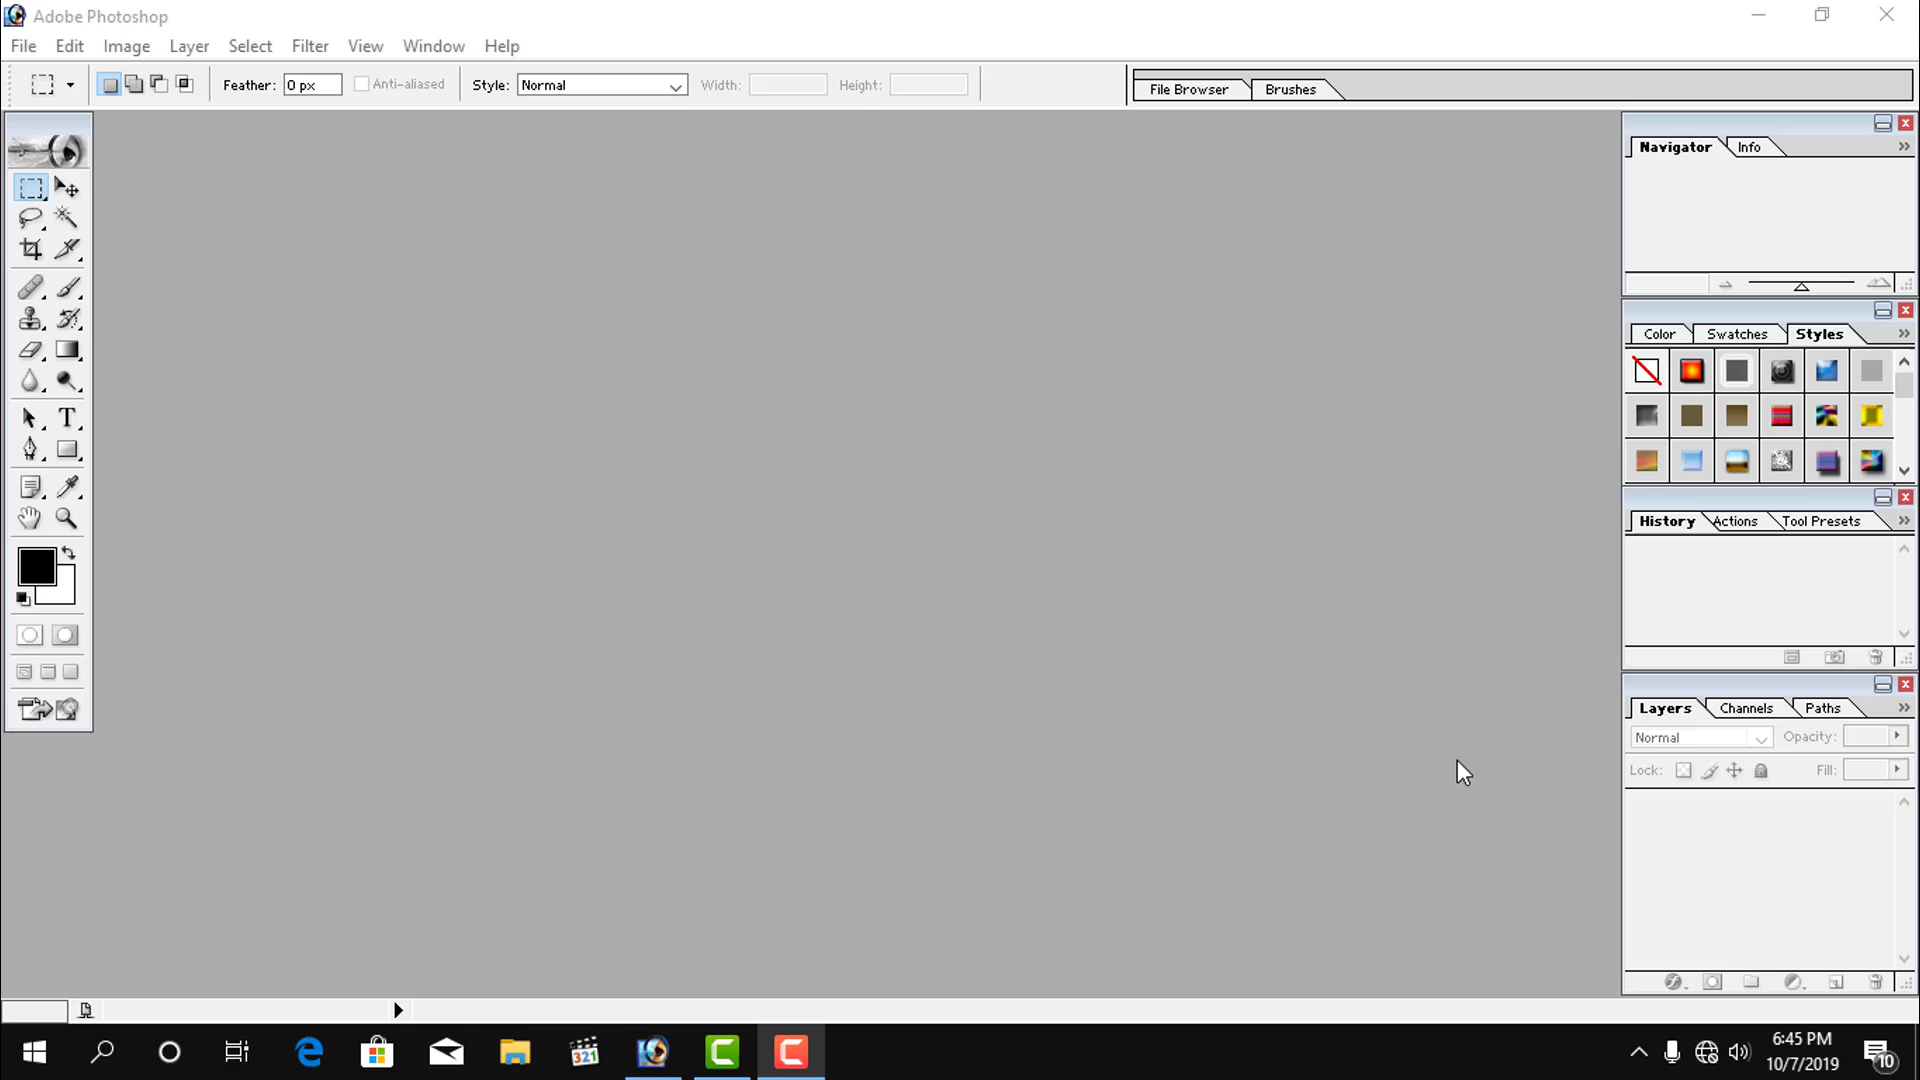 Adobe Photoshop
File Edit Image Layer Select Filter View Window Help
Feather: 0 px Anti-aliased Style: Normal Width: Height: File Browser Brushes
Navigator Info
Color Swatches Styles
T
History Actions Tool Presets
Layers Channels Paths
Normal Opacity:
Lock: Fill:
321
6:45 PM
10/7/2019
10